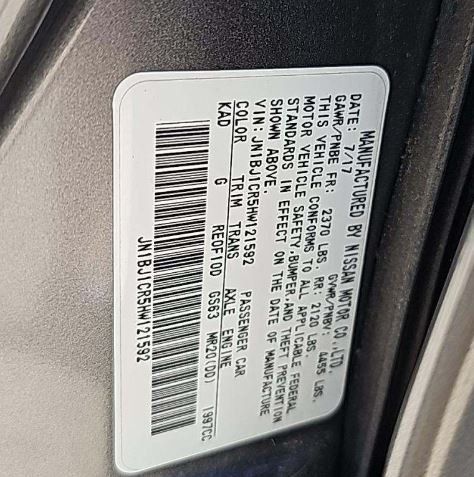 MANUFACTURED BY NISSAN MOTOR CO.,LTD.
DATE: 7/17 GVWR/PNBV: 4455 LBS.
GAWR/PNBE FR: 2370 LBS. RR: 2120 LBS.
THIS VEHICLE CONFORMS TO ALL APPLICABLE FEDERAL
MOTOR VEHICLE SAFETY,BUMPER,AND THEFT PREVENTION
STANDARDS IN EFFECT ON THE DATE OF MANUFACTURE
SHOWN ABOVE.
VIN:JN1BJ1CR5HW121592 PASSENGER CAR
COLOR TRIM TRANS AXLE ENGINE
KAD G RE0F10D GS63 MR20(DD) 1997CC
JN1BJ1CR5HW121592